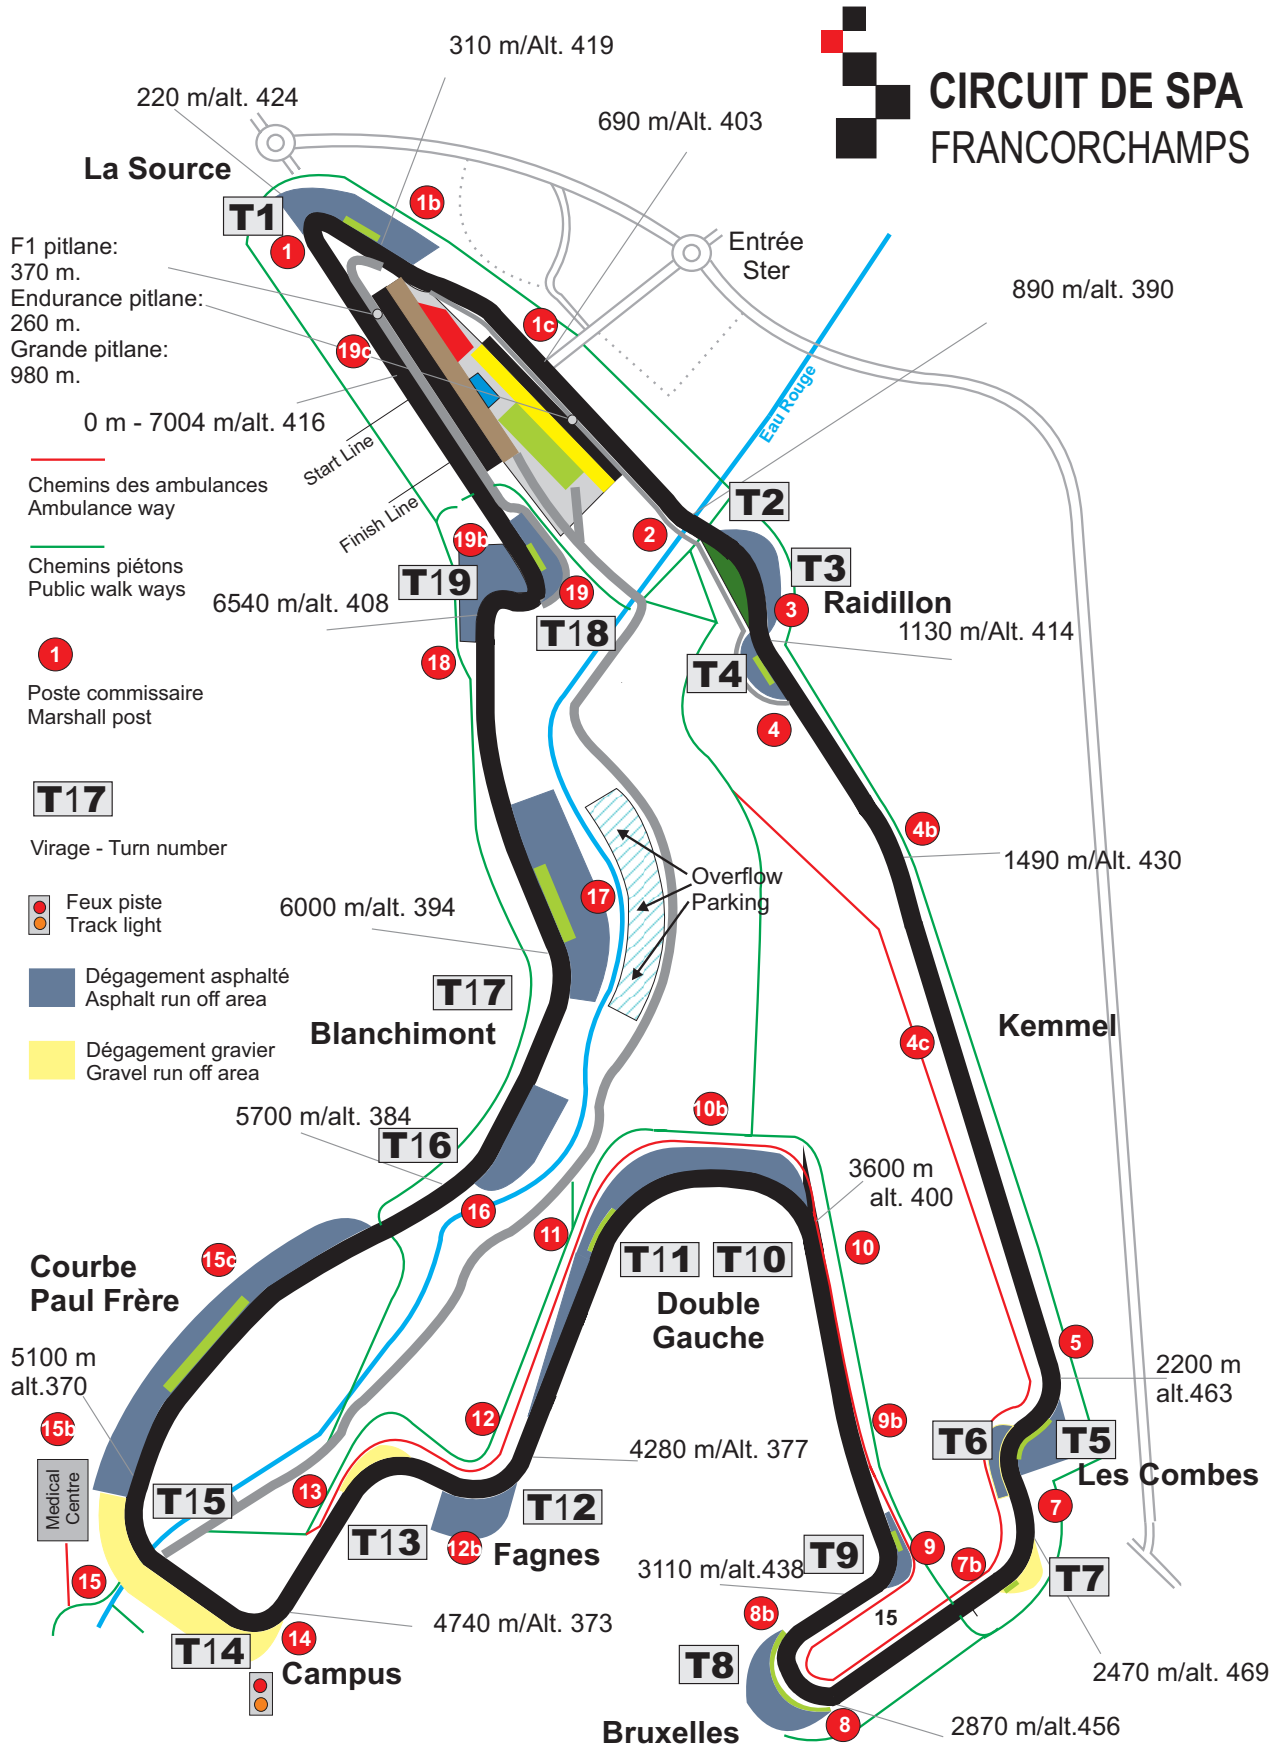 CIRCUIT DE SPA
FRANCORCHAMPS
310 m/Alt. 419
220 m/alt. 424
690 m/Alt. 403
La Source
T1
1
1b
Entrée
Ster
F1 pitlane:
370 m.
Endurance pitlane:
260 m.
Grande pitlane:
980 m.
890 m/alt. 390
1c
19c
Eau Rouge
0 m - 7004 m/alt. 416
Start Line
Finish Line
Chemins des ambulances
Ambulance way
Chemins piétons
Public walk ways
T2
2
19b
T19
19
T3
3
Raidillon
6540 m/alt. 408
T18
1130 m/Alt. 414
1
18
T4
4
Poste commissaire
Marshall post
T17
Virage - Turn number
4b
1490 m/Alt. 430
Feux piste
Track light
Overflow
Parking
17
6000 m/alt. 394
Dégagement asphalté
Asphalt run off area
T17
Blanchimont
Kemmel
4c
Dégagement gravier
Gravel run off area
5700 m/alt. 384
T16
10b
3600 m
alt. 400
16
11
10
15c
Courbe
Paul Frère
T11
T10
Double
Gauche
5
5100 m
alt.370
2200 m
alt.463
15b
12
9b
T6
T5
Les Combes
4280 m/Alt. 377
Medical
Centre
T15
13
T12
7
T13
12b
Fagnes
T9
9
7b
3110 m/alt.438
T7
15
4740 m/Alt. 373
8b
15
14
T14
Campus
T8
2470 m/alt. 469
Bruxelles
8
2870 m/alt.456